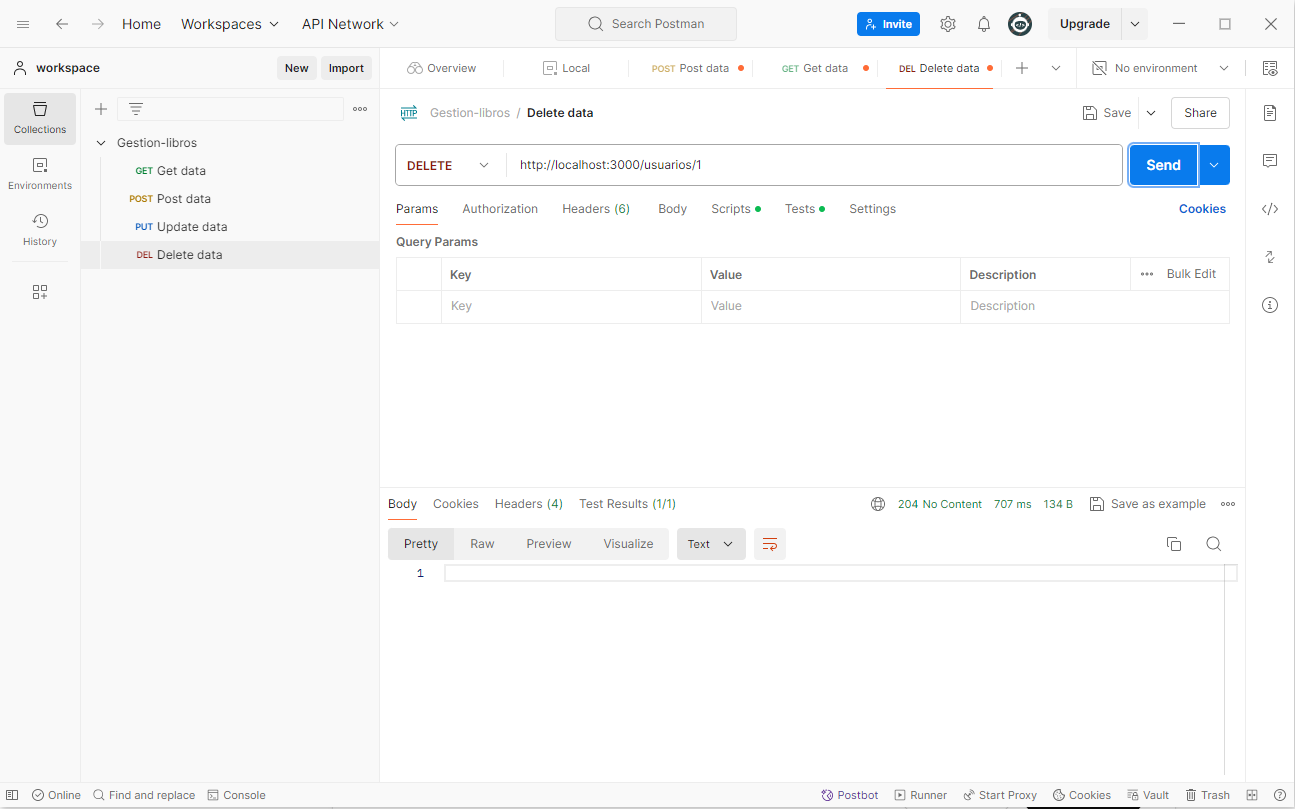 Home Workspaces API Network Search Postman Invite Upgrade
workspace New Import Overview Local POST Post data GET Get data DEL Delete data No environment
Collections
Environments
History
Gestion-libros
GET Get data
POST Post data
PUT Update data
DEL Delete data
HTTP Gestion-libros / Delete data Save Share
DELETE http://localhost:3000/usuarios/1 Send
Params Authorization Headers (6) Body Scripts Tests Settings Cookies
Query Params
Key Value Description Bulk Edit
Key Value Description
Body Cookies Headers (4) Test Results (1/1) 204 No Content 707 ms 134 B Save as example
Pretty Raw Preview Visualize Text
1
Online Find and replace Console Postbot Runner Start Proxy Cookies Vault Trash